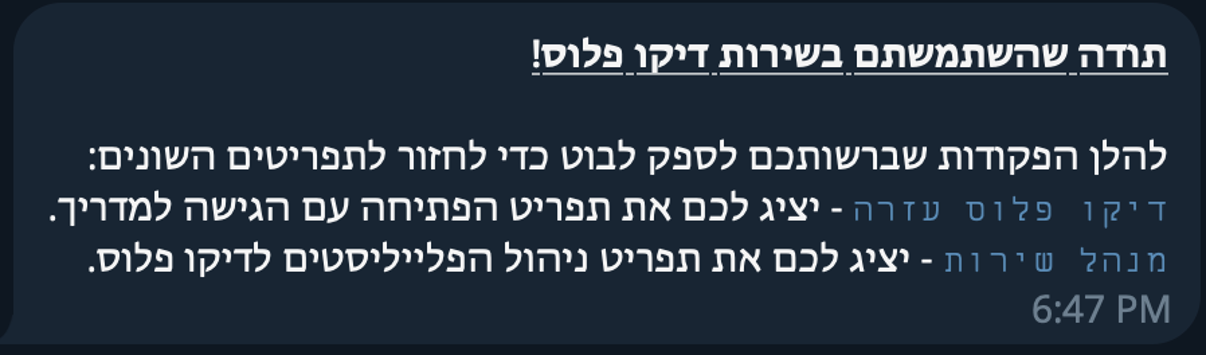 תודה שהשתמשתם בשירות דיקו פלוס!
להלן הפקודות שברשותכם לספק לבוט כדי לחזור לתפריטים השונים:
דיקו פלוס עזרה - יציג לכם את תפריט הפתיחה עם הגישה למדריך.
מנהל שירות - יציג לכם את תפריט ניהול הפלייליסטים לדיקו פלוס.
6:47 PM